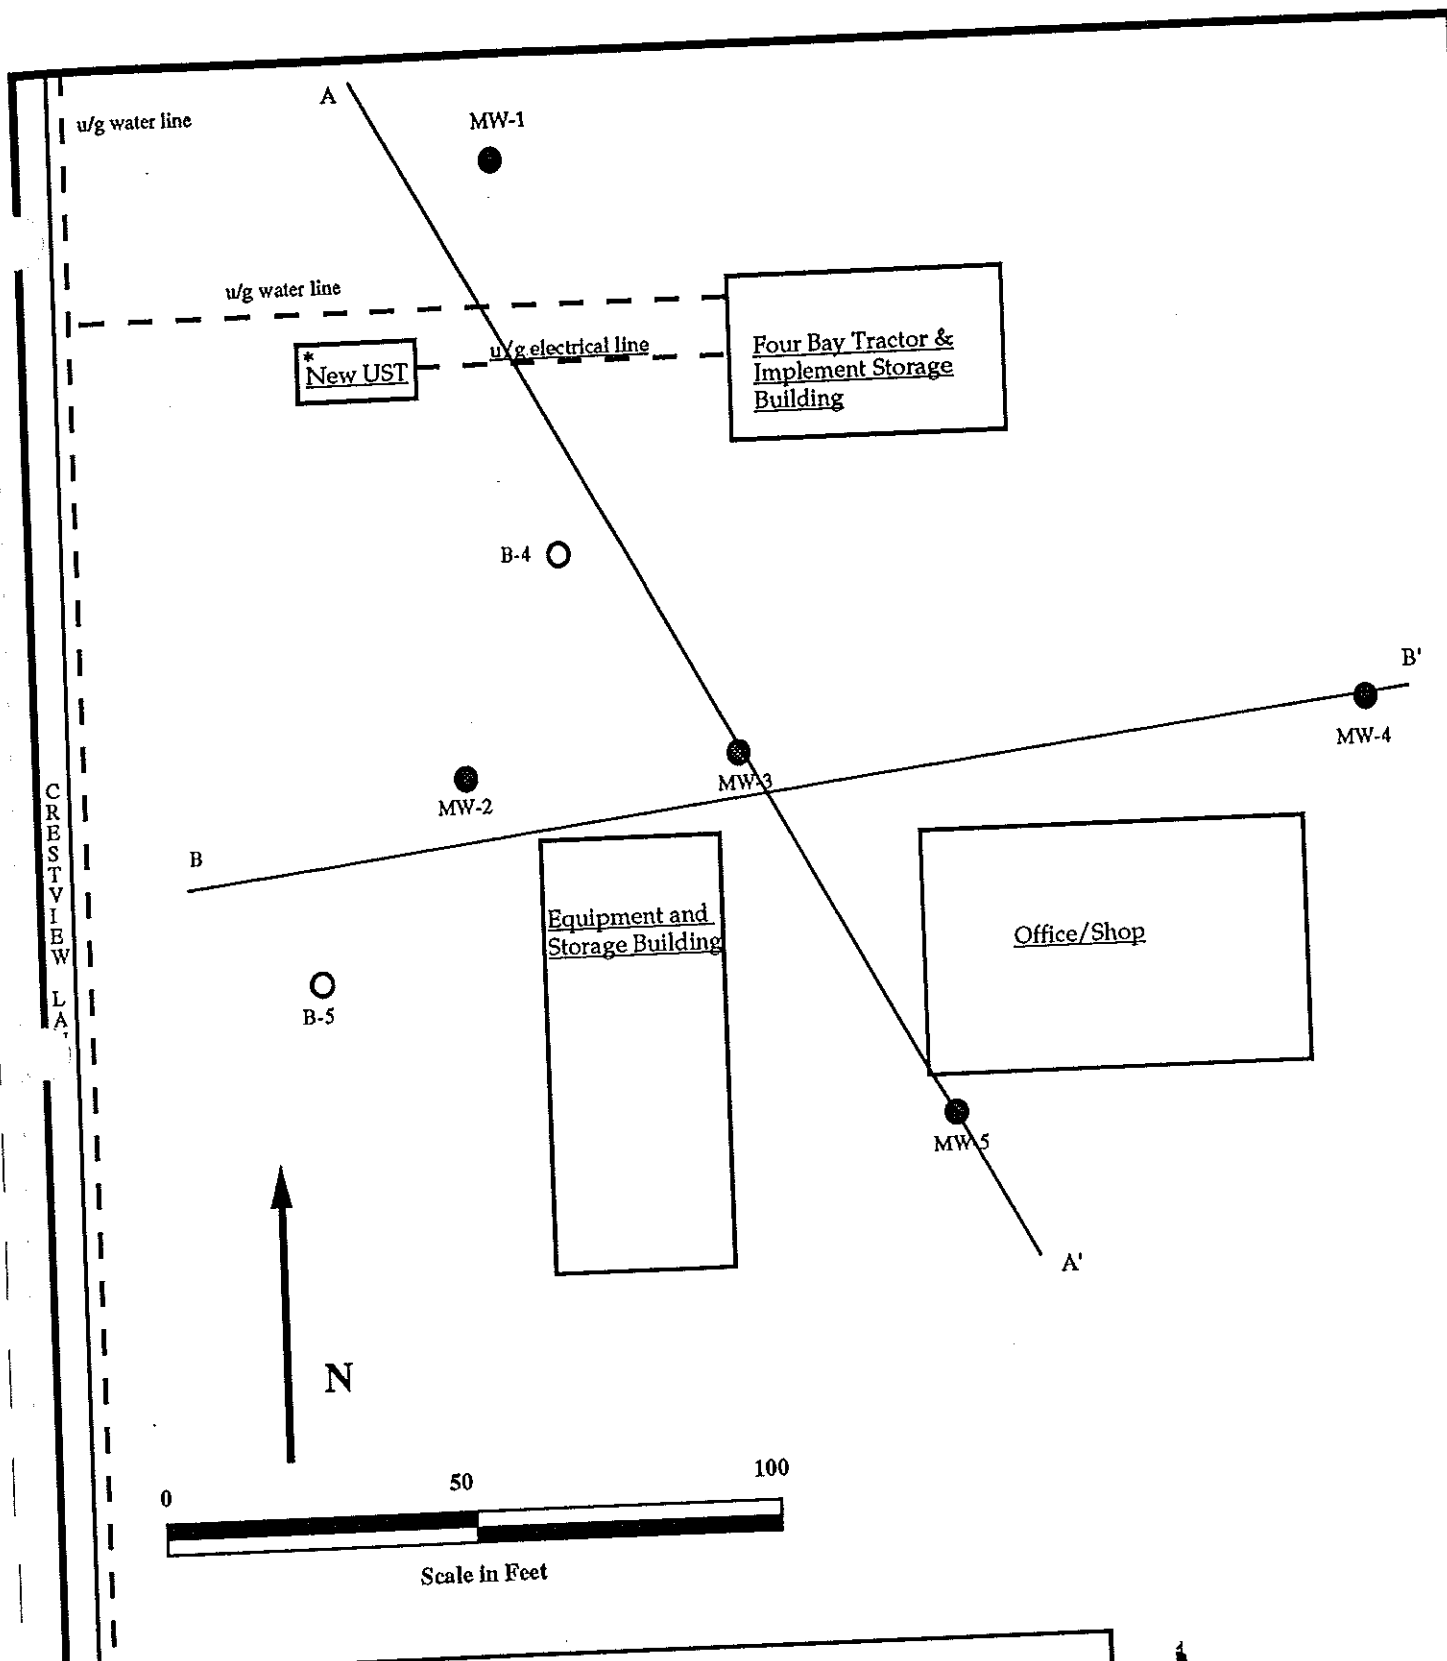 A
MW-1
u/g water line
u/g water line
u/g electrical line
*
New UST
Four Bay Tractor &
Implement Storage
Building
B-4
B'
MW-4
MW-3
MW-2
B
CRESTVIEW LA
Equipment and
Storage Building
Office/Shop
B-5
MW-5
A'
N
0
50
100
Scale in Feet